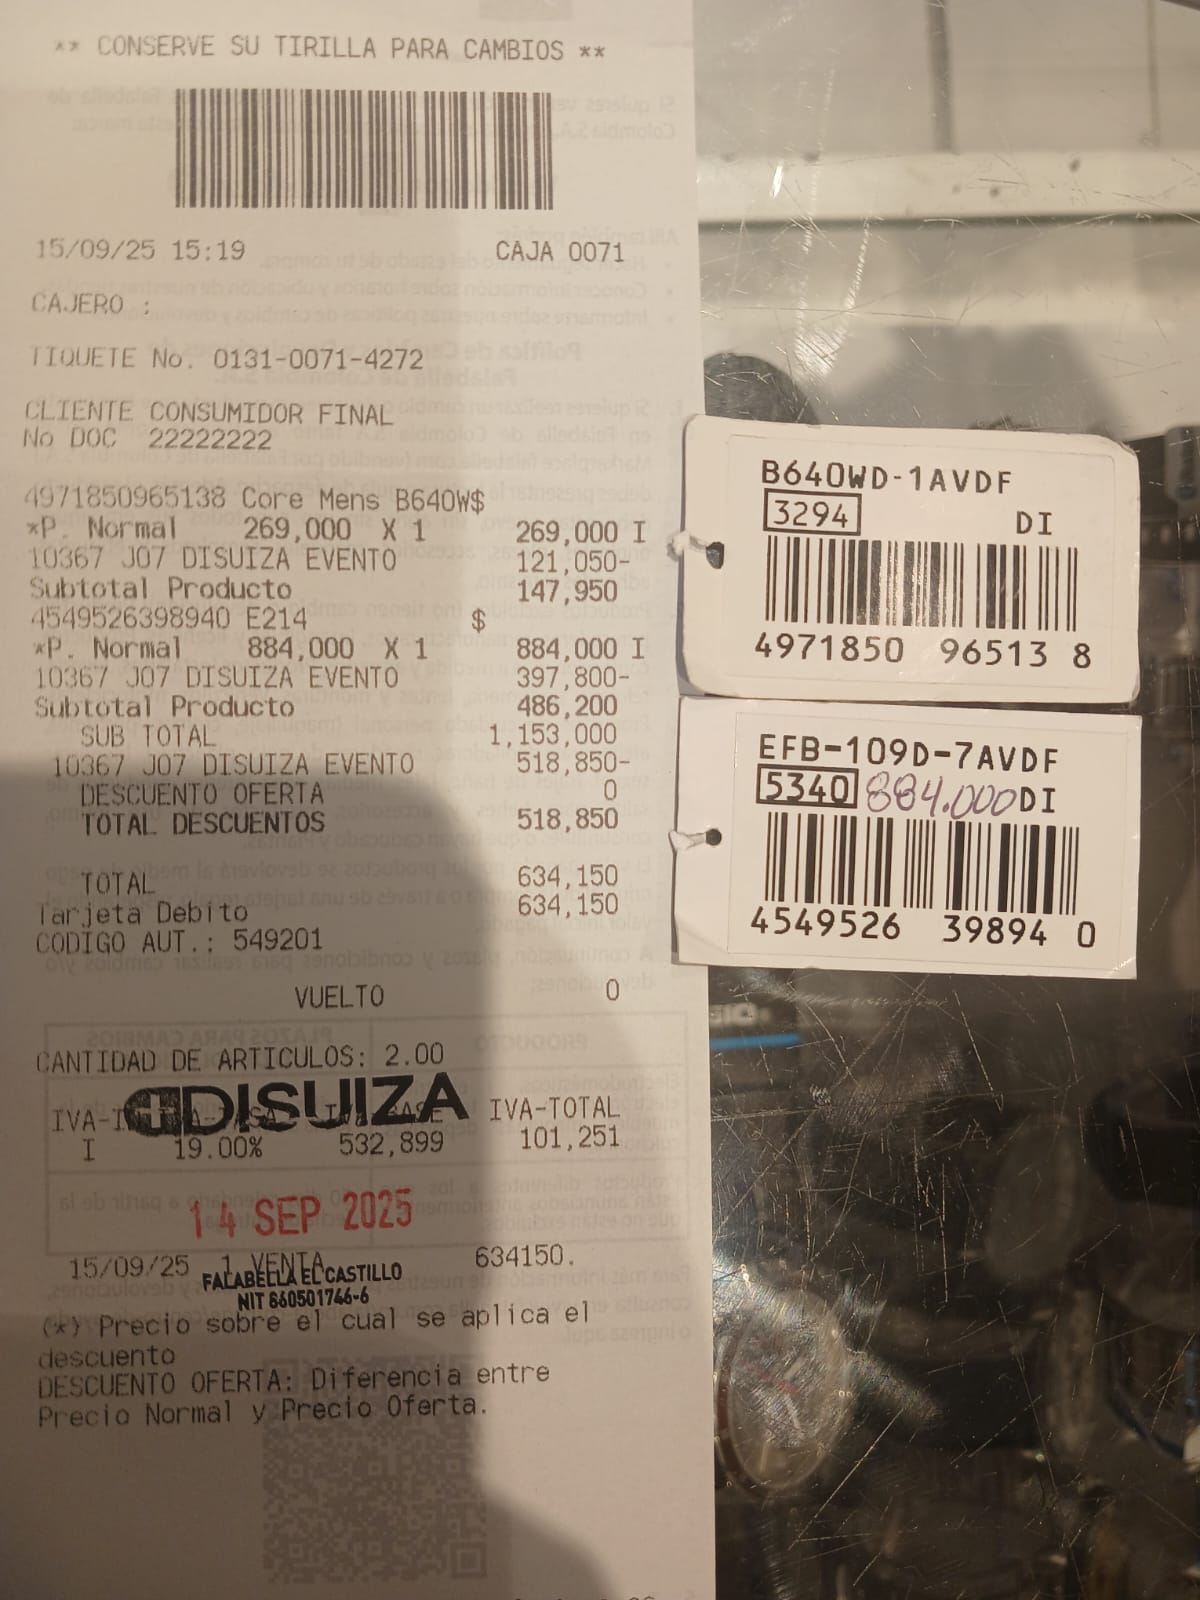 ** CONSERVE SU TIRILLA PARA CAMBIOS **
15/09/25 15:19 CAJA 0071
CAJERO :
TIQUETE No. 0131-0071-4272
CLIENTE CONSUMIDOR FINAL
No DOC 22222222
4971850965138 Core Mens B640W$
*P. Normal 269,000 X 1 269,000 I
10367 J07 DISUIZA EVENTO 121,050-
Subtotal Producto 147,950
4549526398940 E214 $
*P. Normal 884,000 X 1 884,000 I
10367 J07 DISUIZA EVENTO 397,800-
Subtotal Producto 486,200
SUB TOTAL 1,153,000
10367 J07 DISUIZA EVENTO 518,850-
DESCUENTO OFERTA 0
TOTAL DESCUENTOS 518,850
TOTAL 634,150
Tarjeta Debito 634,150
CODIGO AUT.: 549201
VUELTO 0
CANTIDAD DE ARTICULOS: 2.00
DISUIZA
IVA-TOTAL
I 19.00% 532,899 101,251
14 SEP 2025
15/09/25 1 VENTA 634150.
FALABELLA EL CASTILLO
NIT 860501746-6
(*) Precio sobre el cual se aplica el
descuento
DESCUENTO OFERTA: Diferencia entre
Precio Normal y Precio Oferta.
B640WD-1AVDF
3294 DI
4971850 96513 8
EFB-109D-7AVDF
5340 884.000 DI
4549526 39894 0